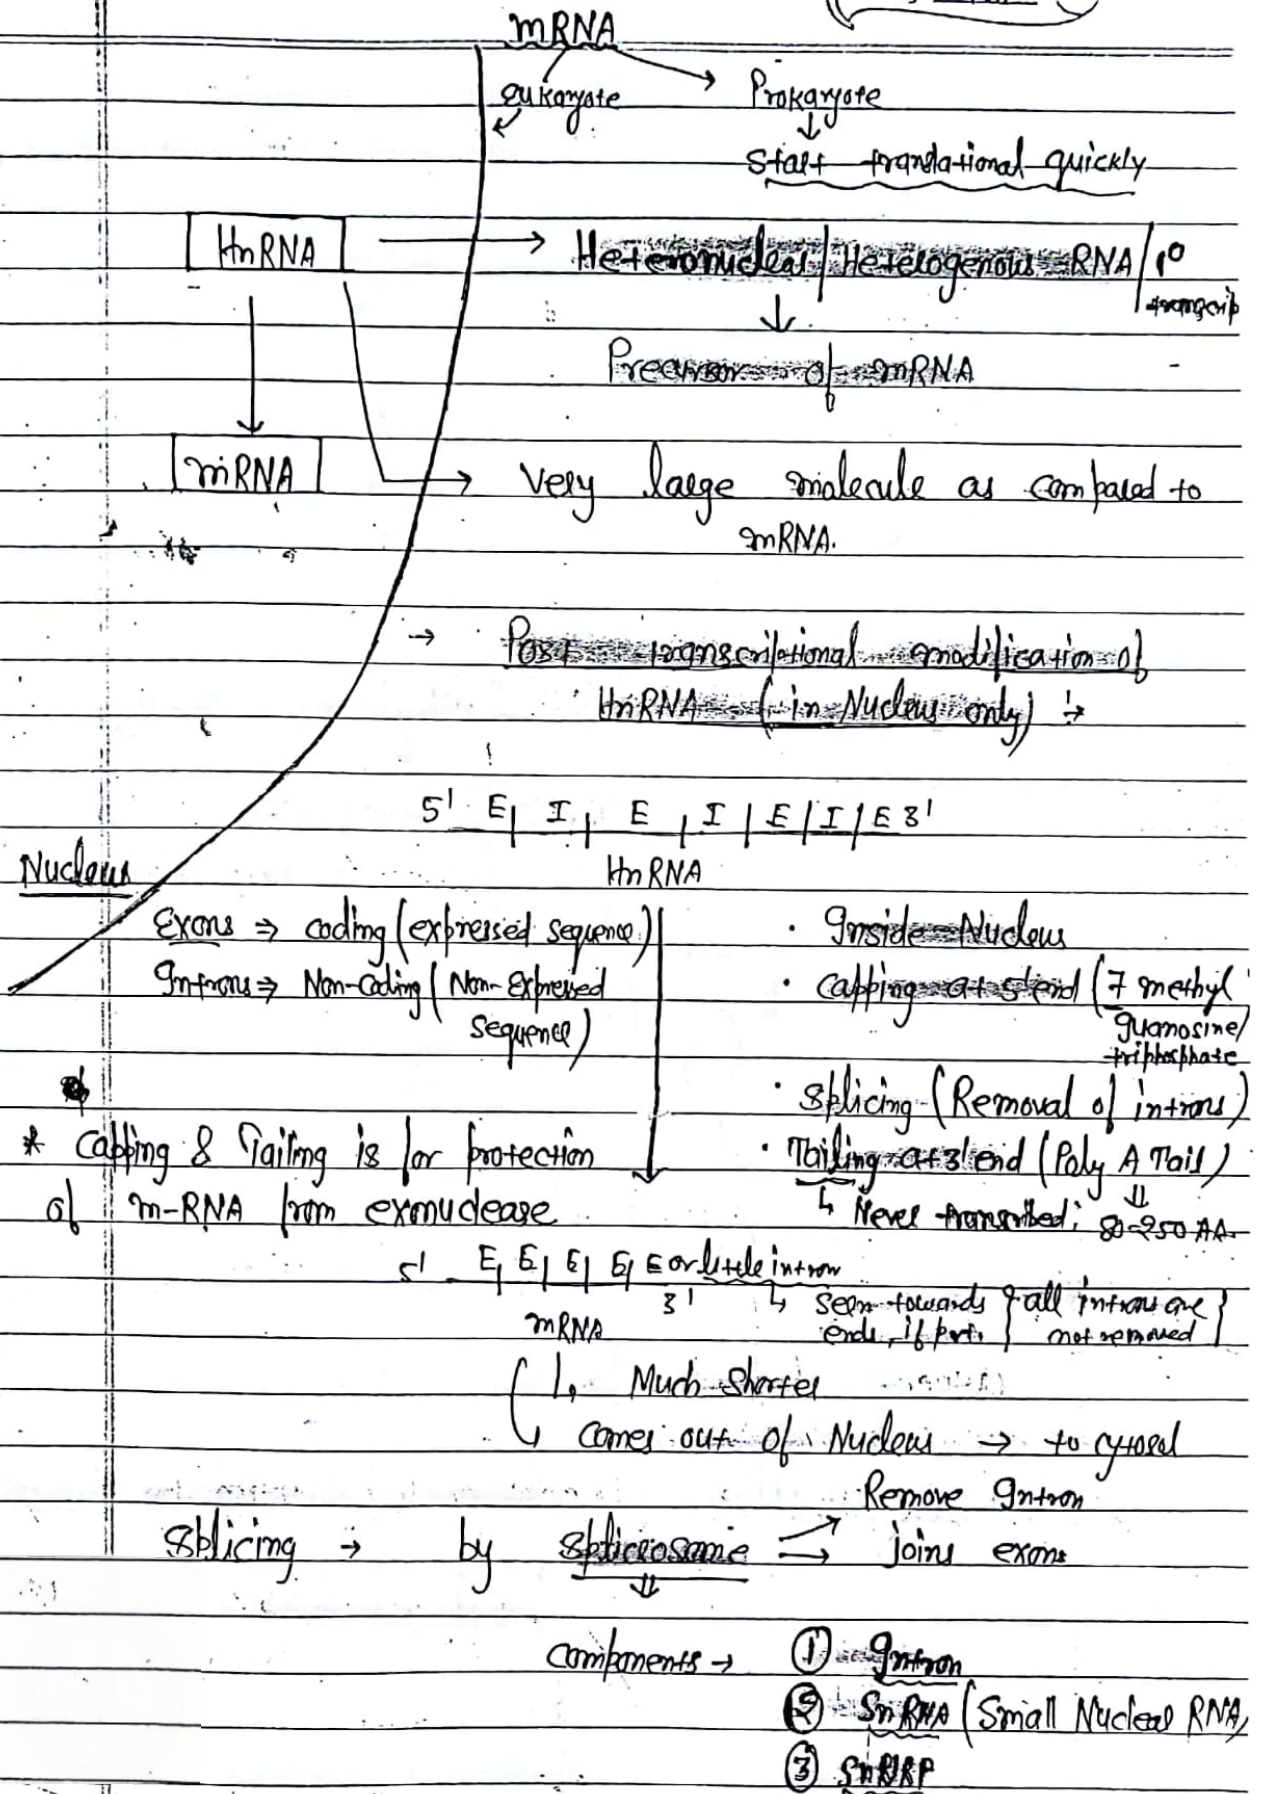 mRNA
eukaryote
Prokaryote
Start translational quickly
HnRNA
Heteronuclear/Heterogenous RNA/1°
transcrip
Precursor of mRNA
mRNA
Very large molecule as compared to
mRNA.
Post transcriptional modification of
HnRNA (in Nucleus only) :→
5' E, I, E, I | E | I | E 3'
HnRNA
Nucleus
Exons ⇒ coding (expressed sequence)
Introns ⇒ Non-Coding (Non-Expressed
sequence)
· Inside Nucleus
· Capping at 5' end (7 methyl
guanosine/
triphosphate
· Splicing (Removal of introns)
· Tailing at 3' end (Poly A Tail)
↳ Never transcribed; 80-250 AA
* Capping & Tailing is for protection
of m-RNA from exonuclease
5' E, E, E, E, E or little intron
3' ↳ Seen towards } all introns are }
ends, if not removed
mRNA
↳ Much Shorter
↳ Comes out of Nucleus → to cytosol
Splicing → by Spliceosome
Remove Intron
joins exons
Components → ① Intron
② SnRNA (Small Nuclear RNA)
③ SnRNP